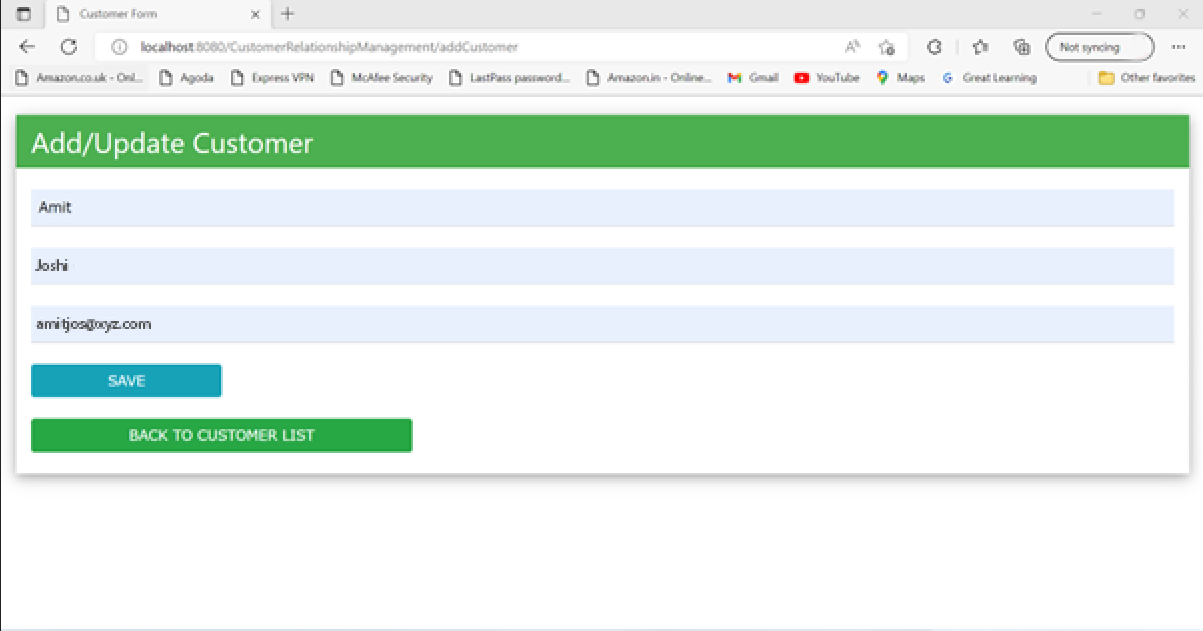 Customer Form
localhost:8080/CustomerRelationshipManagement/addCustomer
Not syncing
Amazon.co.uk - Onl... Agoda Express VPN McAfee Security LastPass password... Amazon.in - Online... Gmail YouTube Maps Great Learning Other favorites
Add/Update Customer
Amit
Joshi
amitjos@xyz.com
SAVE
BACK TO CUSTOMER LIST